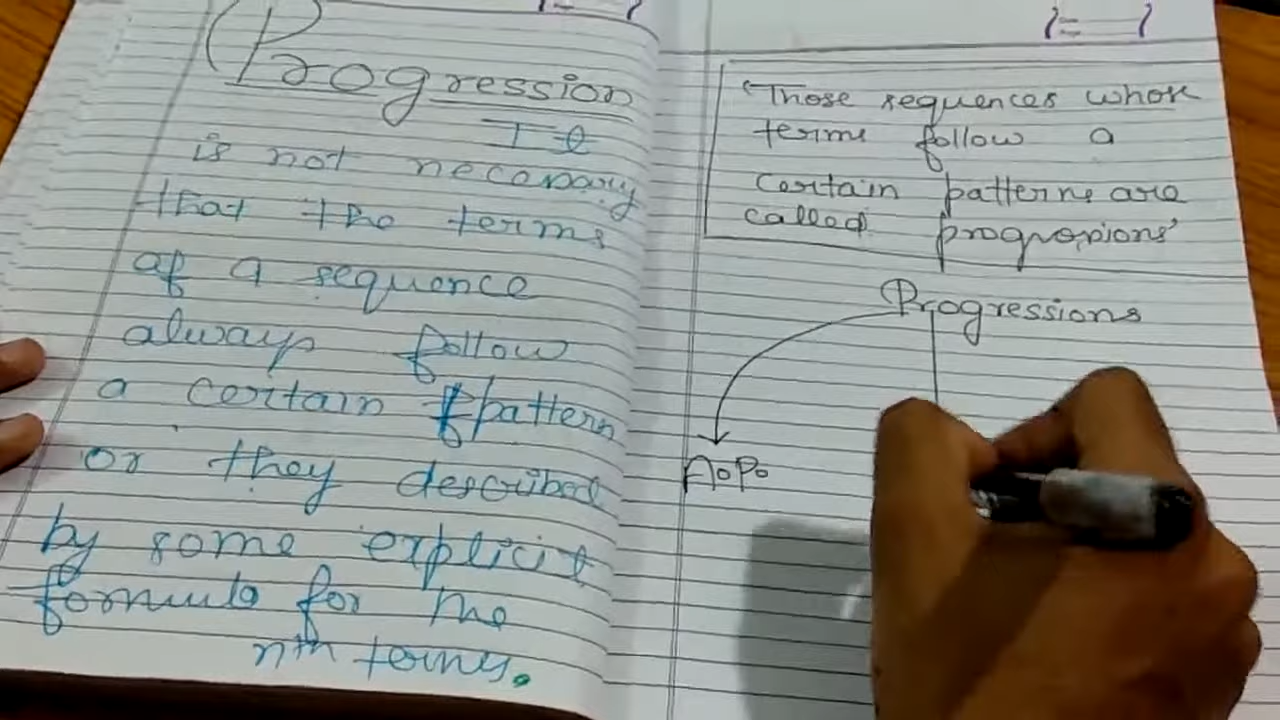 Progression
It
is not necessary
that the terms
of a sequence
always follow
a certain pattern
or they described
by some explicit
formula for the
nth terms.
'Those sequences whose
terms follow a
certain patterns are
called progressions'
Progressions
A.P.